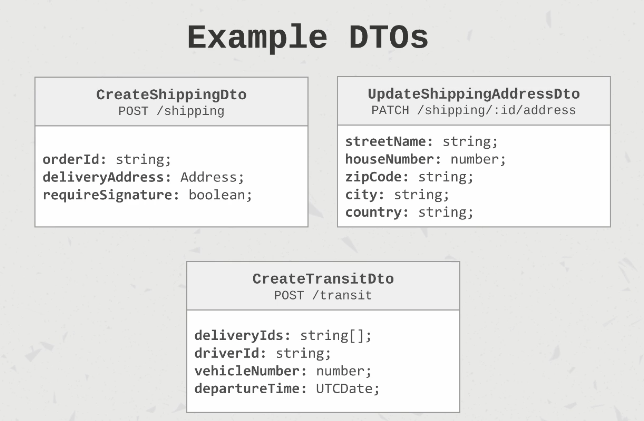 Example DTOs
CreateShippingDto
POST /shipping
orderId: string;
deliveryAddress: Address;
requireSignature: boolean;
UpdateShippingAddressDto
PATCH /shipping/:id/address
streetName: string;
houseNumber: number;
zipCode: string;
city: string;
country: string;
CreateTransitDto
POST /transit
deliveryIds: string[];
driverId: string;
vehicleNumber: number;
departureTime: UTCDate;